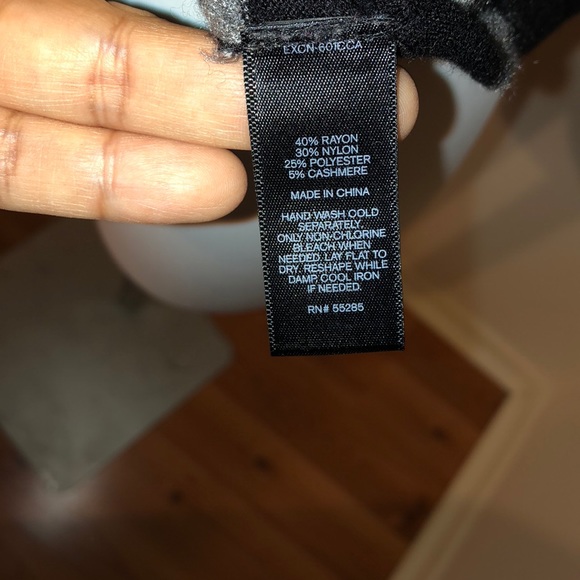 EXCN-601CCA
40% RAYON
30% NYLON
25% POLYESTER
5% CASHMERE
MADE IN CHINA
HAND WASH COLD
SEPARATELY.
ONLY NON-CHLORINE
BLEACH WHEN
NEEDED. LAY FLAT TO
DRY. RESHAPE WHILE
DAMP. COOL IRON
IF NEEDED.
RN# 55285